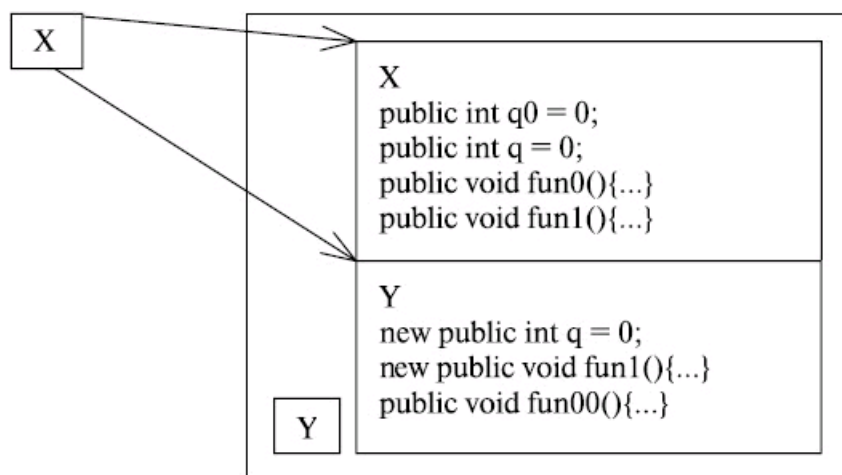 X
X
public int q0 = 0;
public int q = 0;
public void fun0(){...}
public void fun1(){...}
Y
new public int q = 0;
new public void fun1(){...}
public void fun00(){...}
Y